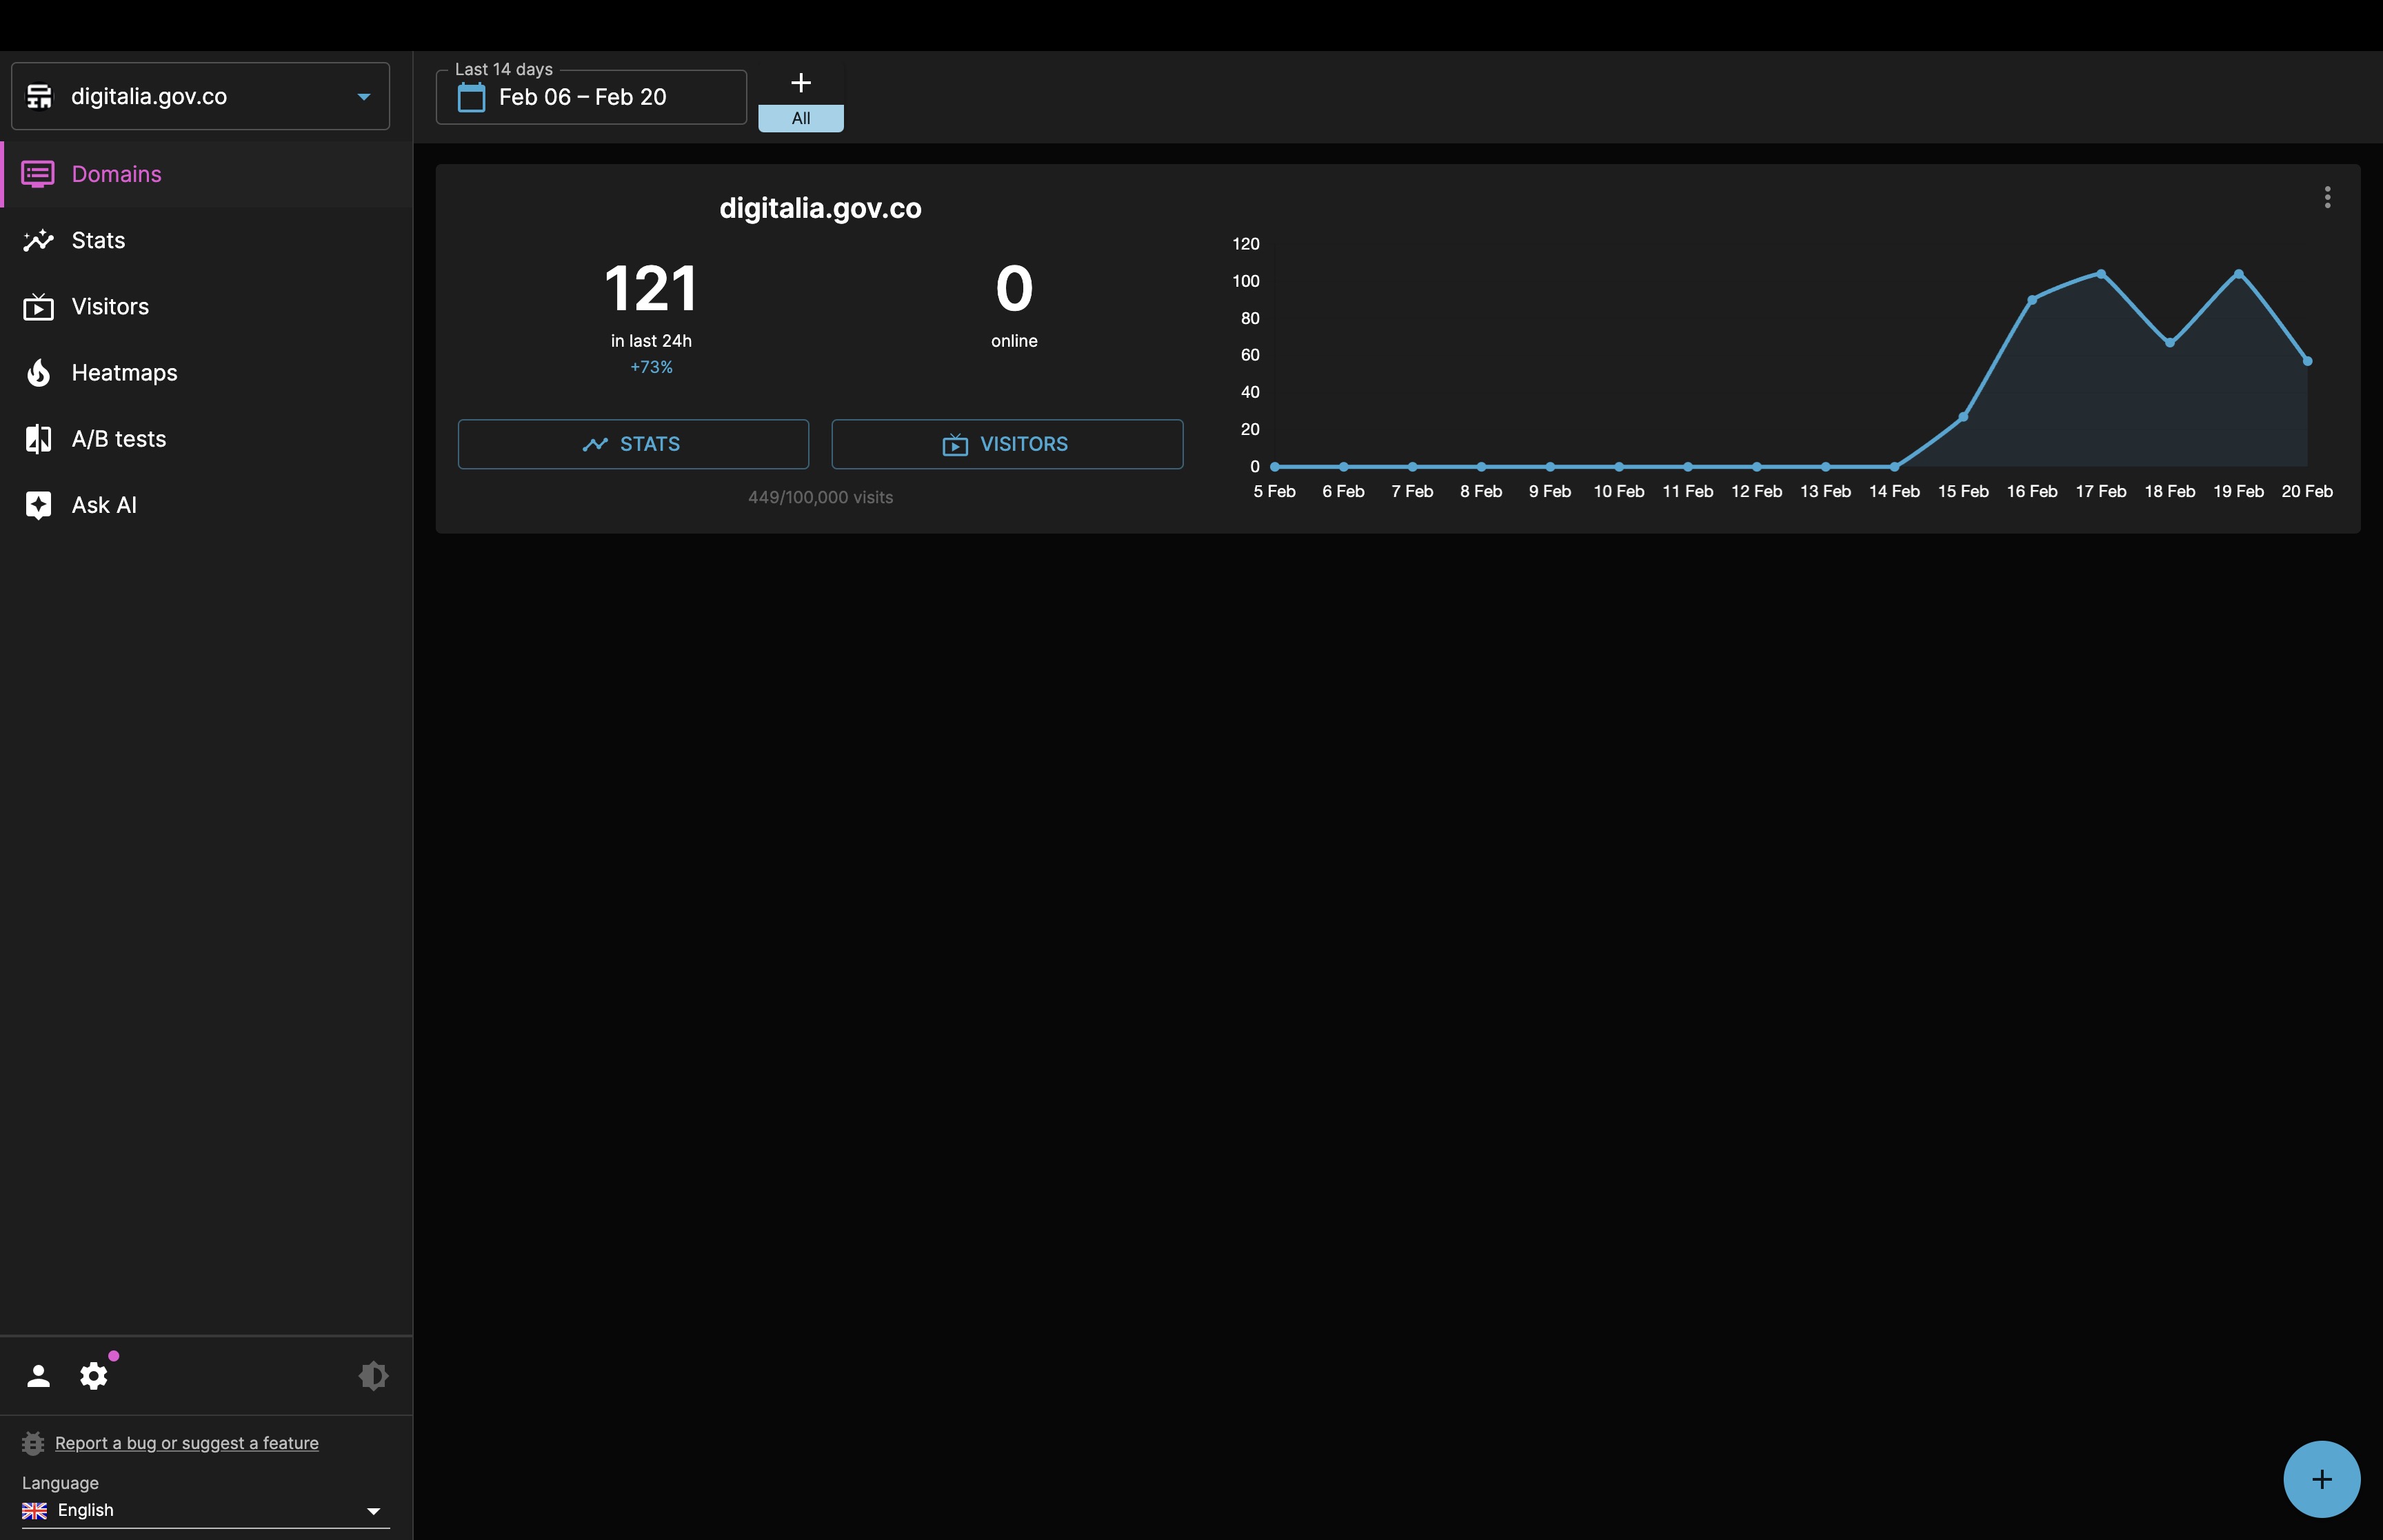 digitalia.gov.co
Domains
Stats
Visitors
Heatmaps
A/B tests
Ask AI
Report a bug or suggest a feature
Language
English
Last 14 days
Feb 06 – Feb 20
All
digitalia.gov.co
121
in last 24h
+73%
0
online
STATS
VISITORS
449/100,000 visits
120
100
80
60
40
20
0
5 Feb 6 Feb 7 Feb 8 Feb 9 Feb 10 Feb 11 Feb 12 Feb 13 Feb 14 Feb 15 Feb 16 Feb 17 Feb 18 Feb 19 Feb 20 Feb